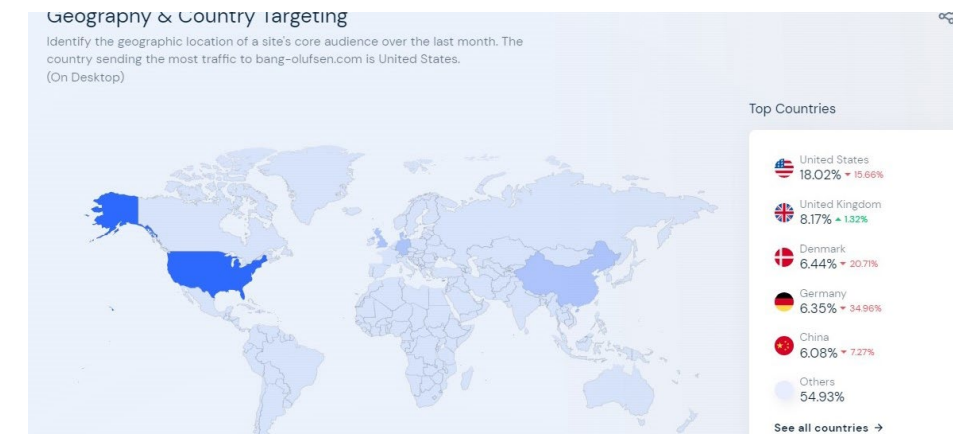 Geography & Country Targeting
Identify the geographic location of a site's core audience over the last month. The
country sending the most traffic to bang-olufsen.com is United States.
(On Desktop)
Top Countries
United States
18.02% ▼ 15.66%
United Kingdom
8.17% ▲ 1.32%
Denmark
6.44% ▼ 20.71%
Germany
6.35% ▼ 34.96%
China
6.08% ▼ 7.27%
Others
54.93%
See all countries →